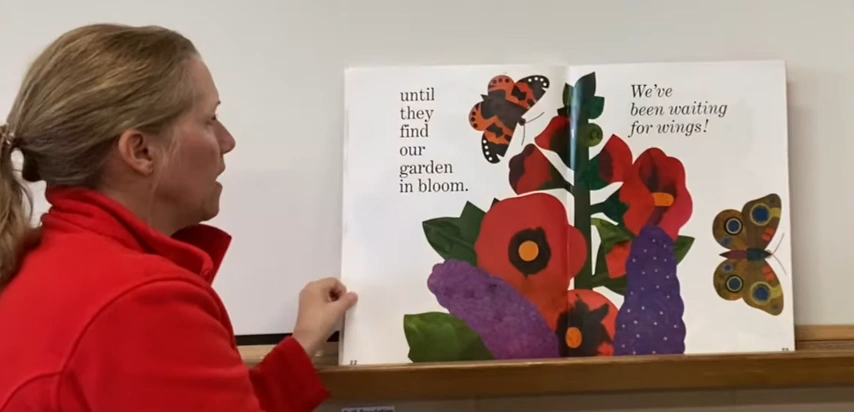 until
they
find
our
garden
in bloom.
We've
been waiting
for wings!